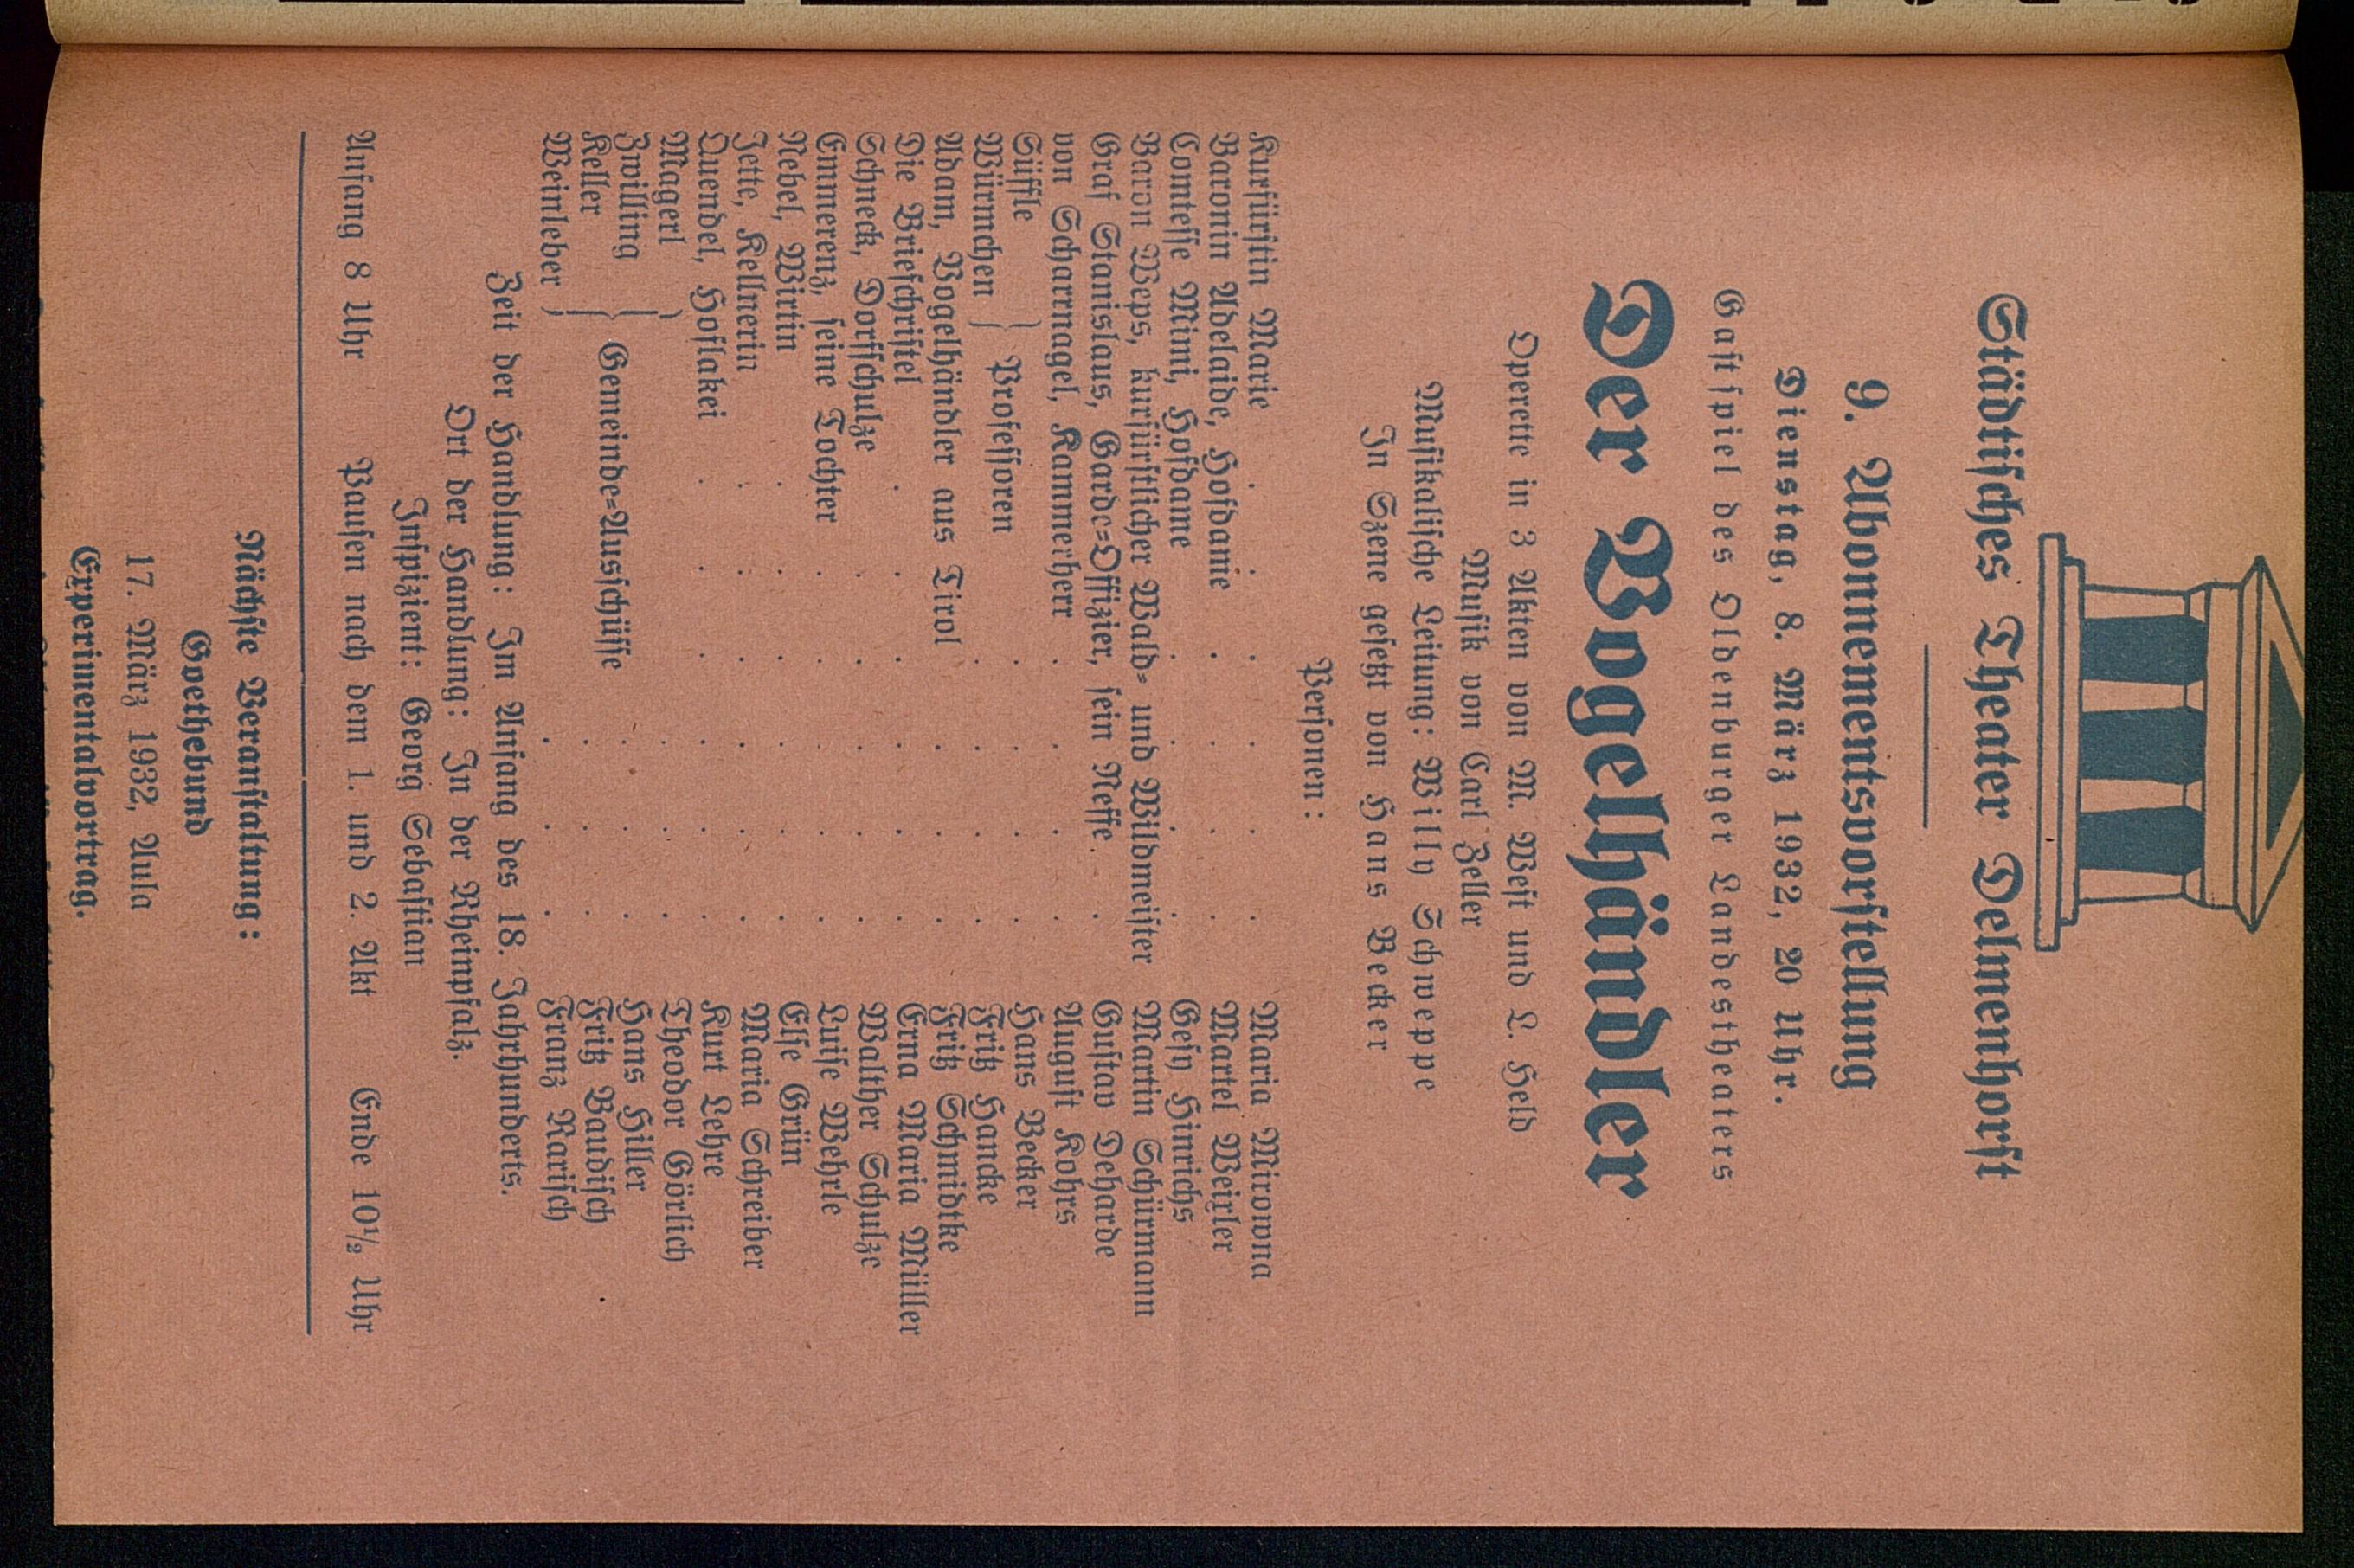 Städtisches Theater Delmenhorst
9. Abonnementsvorstellung
Dienstag, 8. März 1932, 20 Uhr.
Gastspiel des Oldenburger Landestheaters
Der Vogelhändler
Operette in 3 Akten von M. West und L. Held
Musik von Carl Zeller
Musikalische Leitung: Willy Schweppe
In Szene gesetzt von Hans Becker
Personen:
Kurfürstin Marie . . . . . . Maria Mirowna
Baronin Adelaide, Hofdame . . . . Martel Weigler
Comtesse Mimi, Hofdame . . . . Gesy Hinrichs
Baron Weps, kurfürstlicher Wald- und Wildmeister Martin Schürmann
Graf Stanislaus, Garde-Offizier, sein Neffe . . Gustav Deharde
von Scharrnagel, Kammerherr . . . . August Kohrs
Süffle } Professoren . . . . Hans Becker
Würmchen } . . . . Fritz Hancke
Adam, Vogelhändler aus Tirol . . . Fritz Schmidtke
Die Briefchristel . . . . . . Erna Maria Müller
Schneck, Dorfschulze . . . . . Walther Schulze
Emmerenz, seine Tochter . . . . . Luise Wehrle
Nebel, Wirtin . . . . . . Else Grün
Jette, Kellnerin . . . . . . Maria Schreiber
Quendel, Hoflakei . . . . . . Kurt Lehre
Magerl } . . . Theodor Görlich
Zwilling } Gemeinde-Ausschüsse . . . Hans Hiller
Keller } . . . Fritz Baudisch
Weinleber } . . . Franz Raritsch
Zeit der Handlung: Im Anfang des 18. Jahrhunderts.
Ort der Handlung: In der Rheinpfalz.
Inspizient: Georg Sebastian
Anfang 8 Uhr Pausen nach dem 1. und 2. Akt Ende 10½ Uhr
Nächste Veranstaltung:
Goethebund
17. März 1932, Aula
Experimentalvortrag.